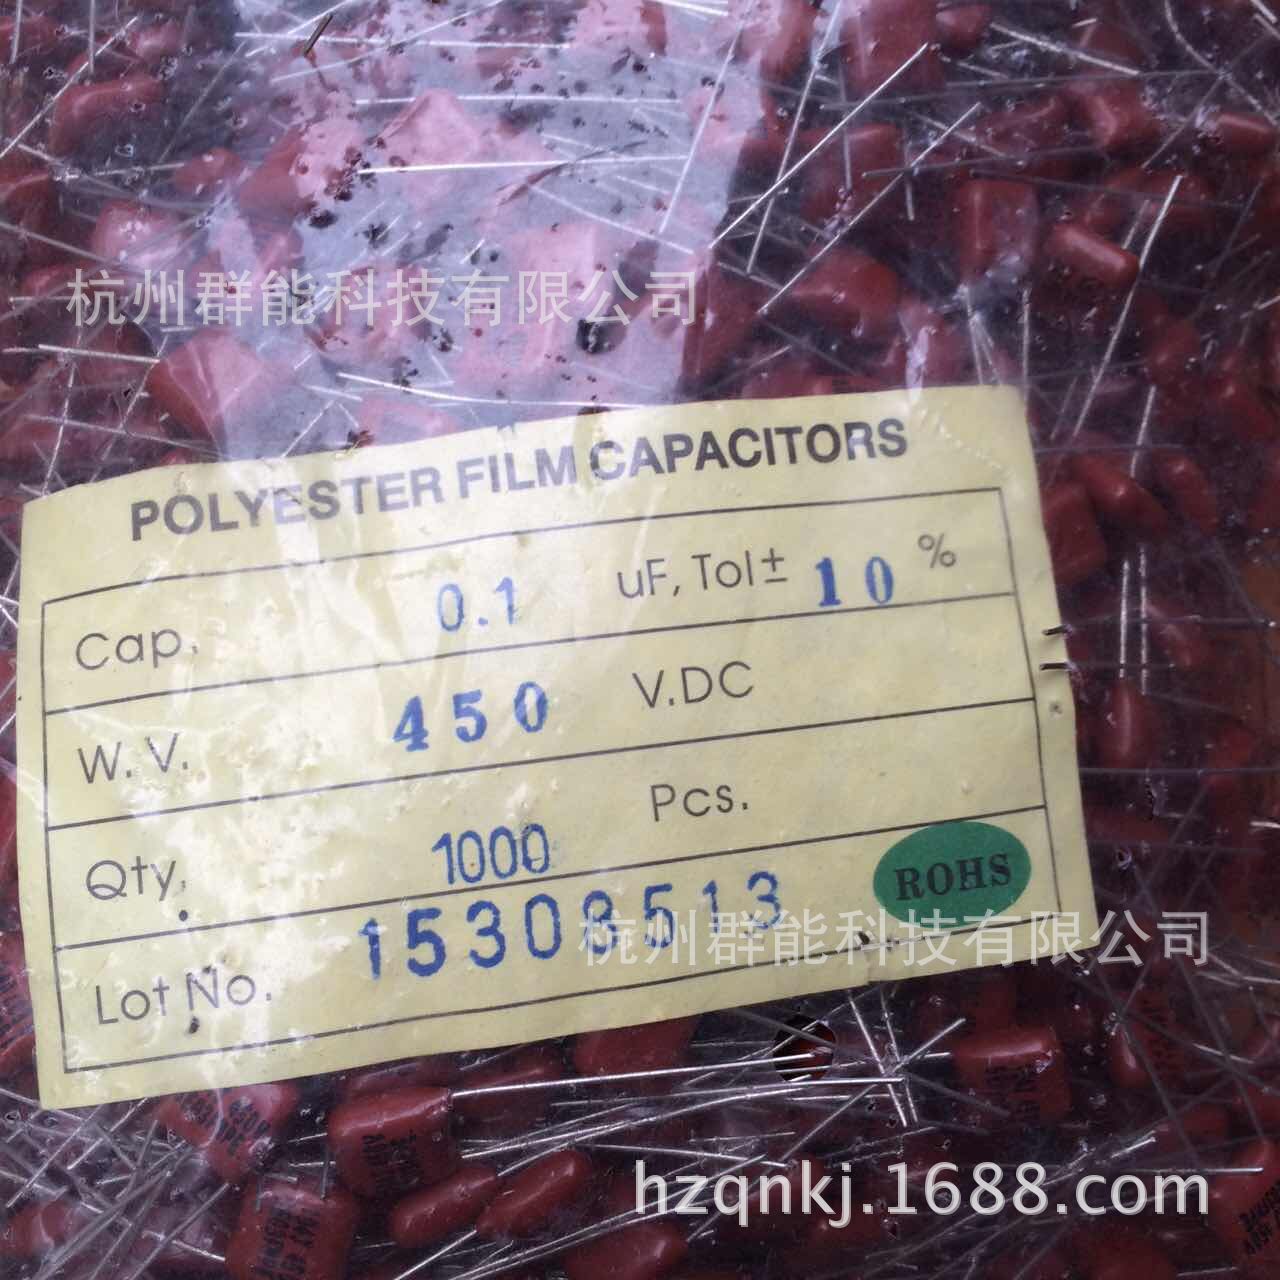 杭州群能科技有限公司
POLYESTER FILM CAPACITORS
Cap. 0.1 uF, Tol± 10 %
W. V. 450 V.DC
Qty. 1000 Pcs.
Lot No. 15308513
ROHS
杭州群能科技有限公司
hzqnkj.1688.com